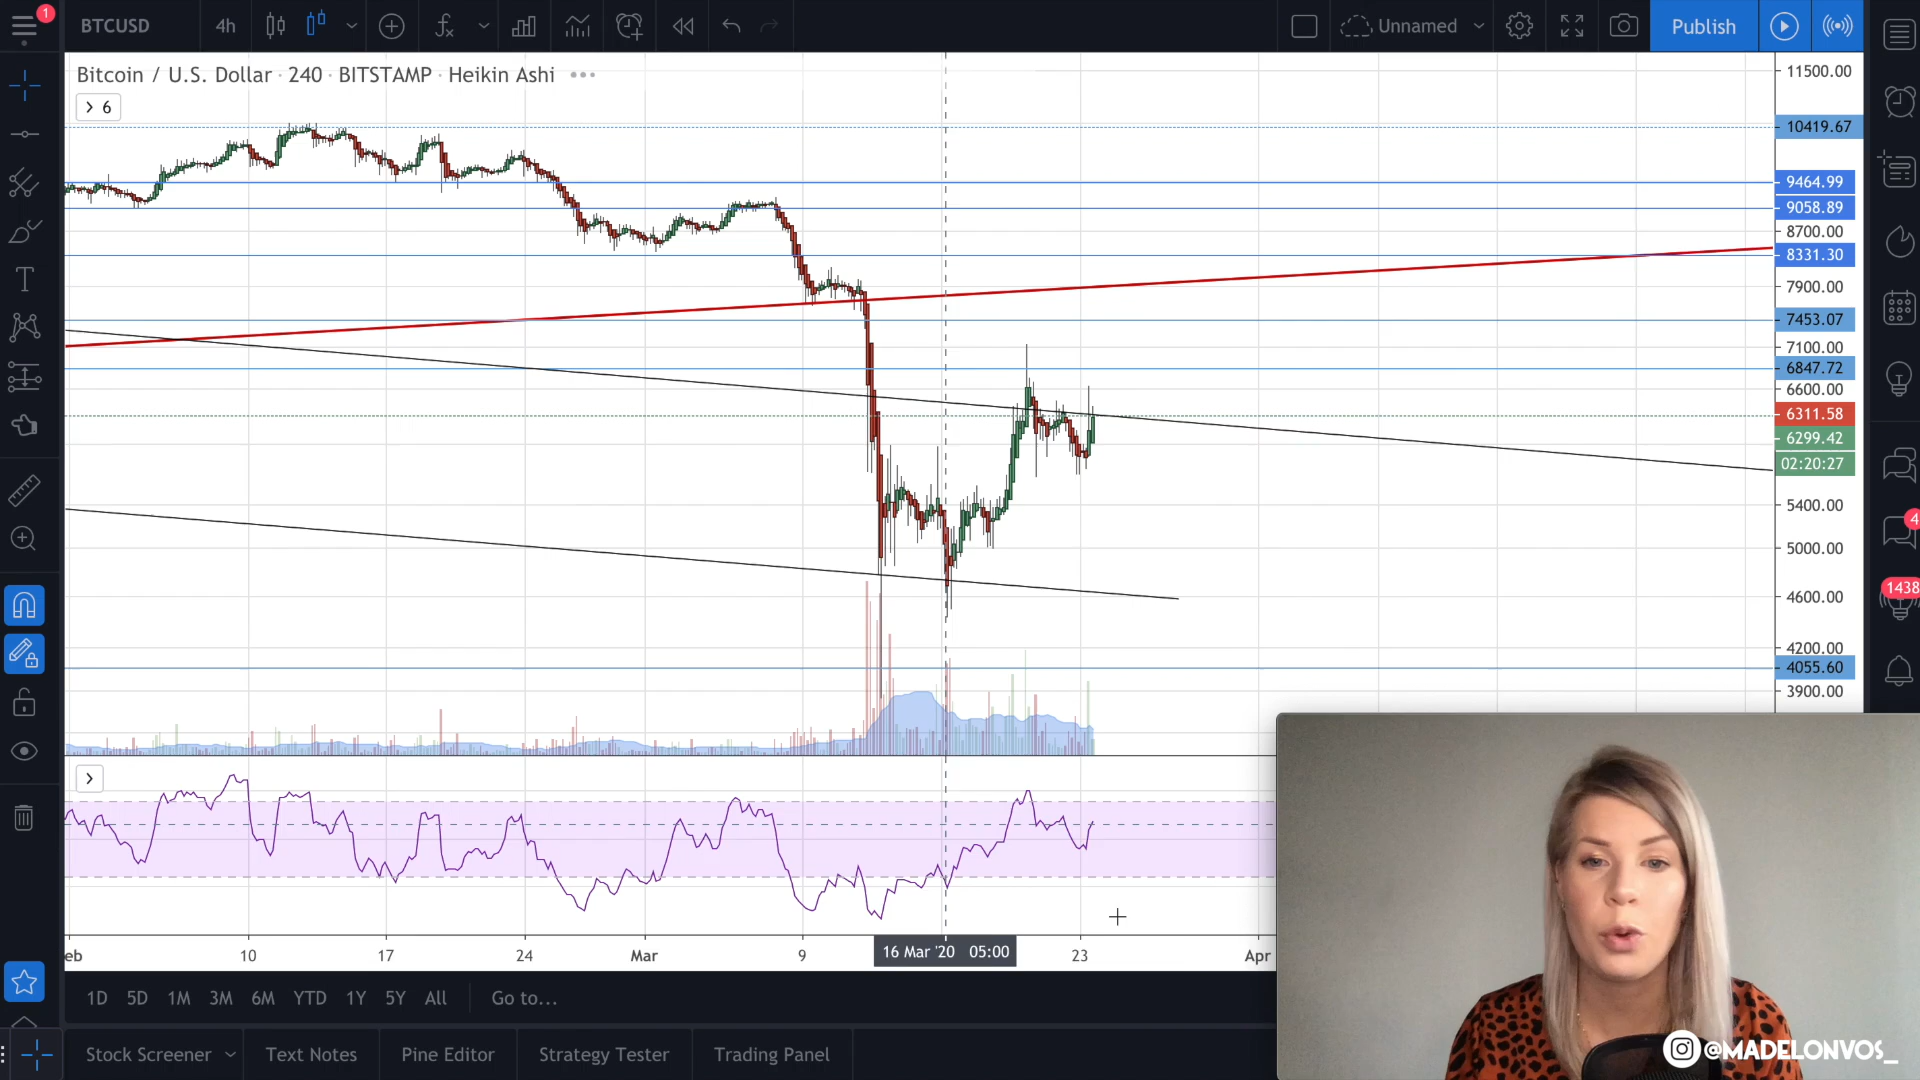 1
BTCUSD
4h
Unnamed
Publish
Bitcoin / U.S. Dollar · 240 · BITSTAMP · Heikin Ashi
6
11500.00
10419.67
9464.99
9058.89
8700.00
8331.30
7900.00
7453.07
7100.00
6847.72
6600.00
6311.58
6299.42
02:20:27
5400.00
5000.00
4600.00
4200.00
4055.60
3900.00
4
1438
eb
10
17
24
Mar
9
16 Mar '20 05:00
23
Apr
1D 5D 1M 3M 6M YTD 1Y 5Y All Go to...
Stock Screener Text Notes Pine Editor Strategy Tester Trading Panel
@MADELONVOS_